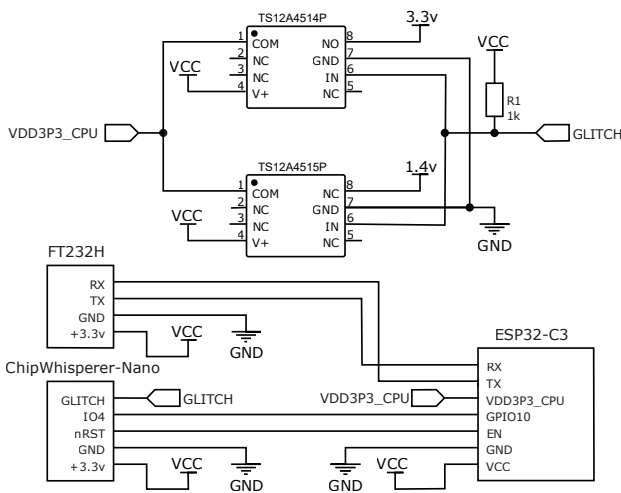 TS12A4514P
1 COM NO 8 3.3v
2 NC GND 7
VCC 3 NC IN 6 VCC
4 V+ NC 5
R1
1k
VDD3P3_CPU GLITCH
TS12A4515P
1 COM NC 8 1.4v
2 NC GND 7
VCC 3 NC IN 6
4 V+ NC 5
GND
FT232H
RX
TX
GND
+3.3v VCC GND
ESP32-C3
ChipWhisperer-Nano
RX
TX
GLITCH GLITCH VDD3P3_CPU VDD3P3_CPU
IO4 GPIO10
nRST EN
GND GND
+3.3v VCC GND GND VCC VCC